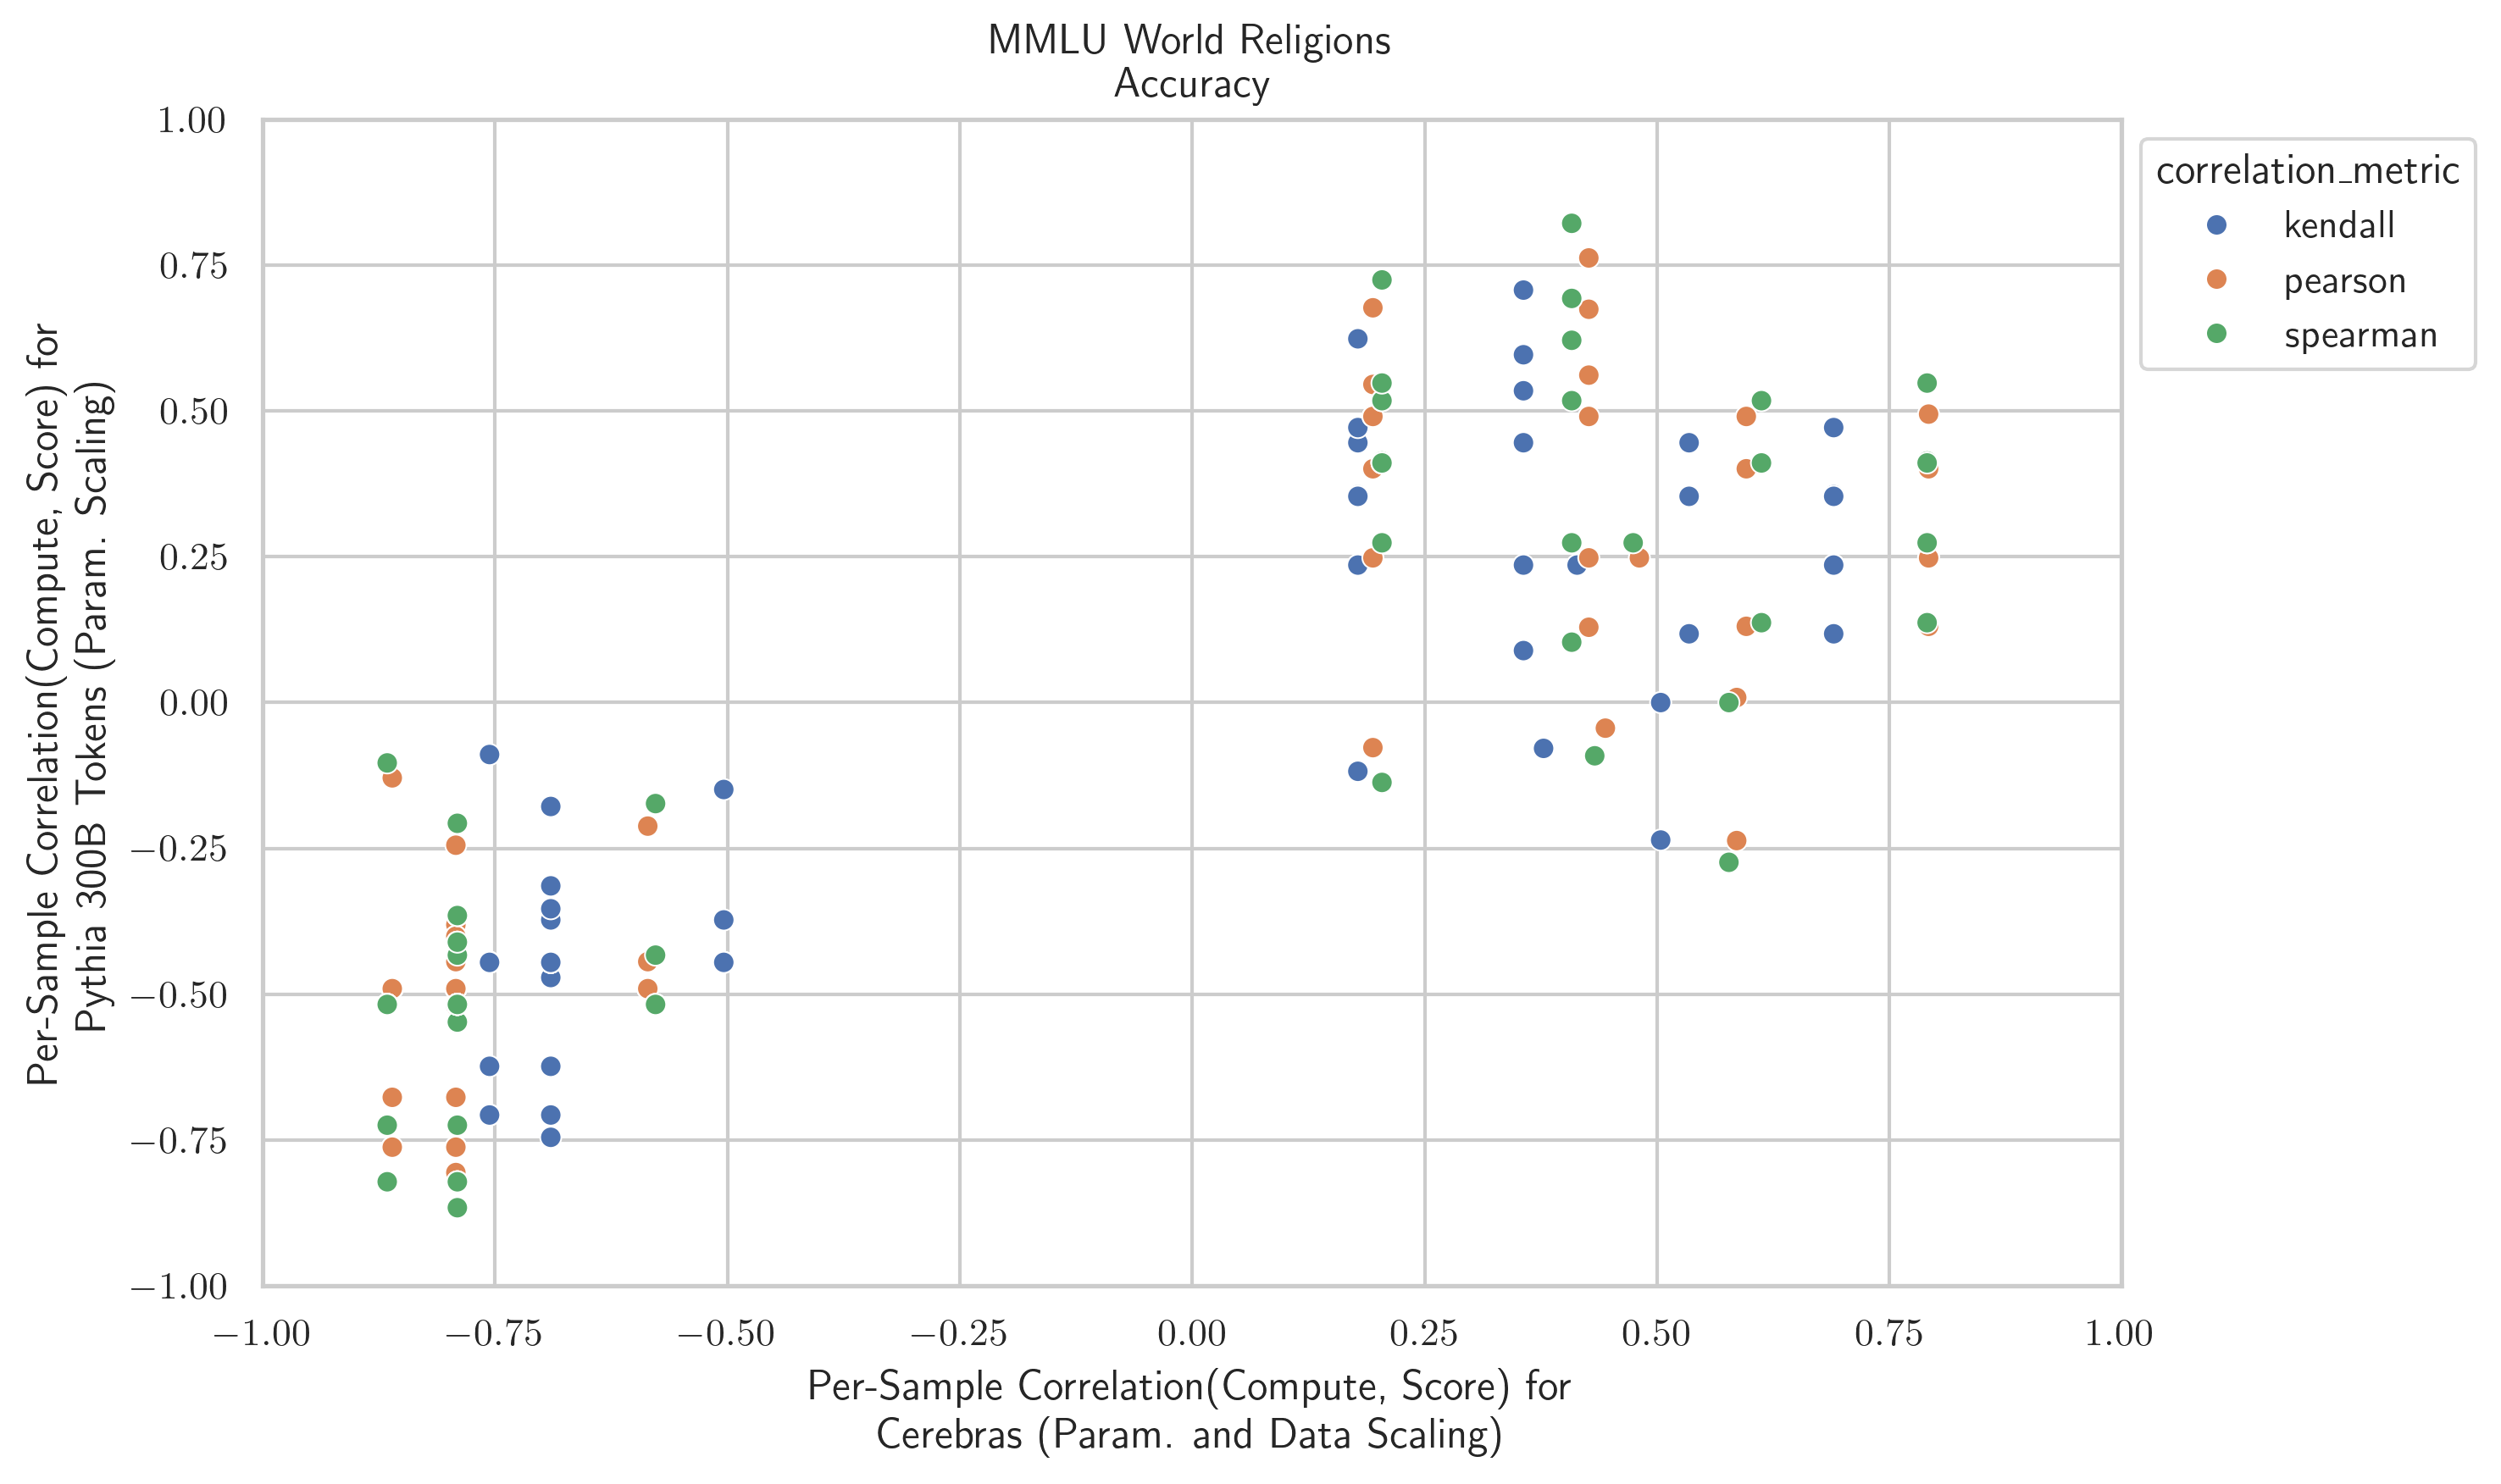 MMLU World Religions
Accuracy
1.00
0.75
0.50
0.25
0.00
−0.25
−0.50
−0.75
−1.00
Per-Sample Correlation(Compute, Score) for
Pythia 300B Tokens (Param. Scaling)
correlation_metric
kendall
pearson
spearman
−1.00 −0.75 −0.50 −0.25 0.00 0.25 0.50 0.75 1.00
Per-Sample Correlation(Compute, Score) for
Cerebras (Param. and Data Scaling)